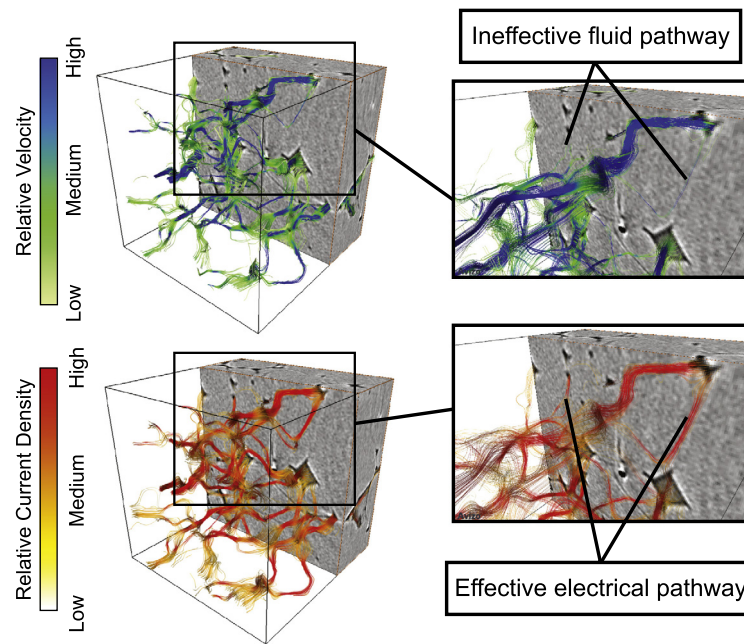 Ineffective fluid pathway
High
Medium
Low
Relative Velocity
High
Medium
Low
Relative Current Density
Effective electrical pathway